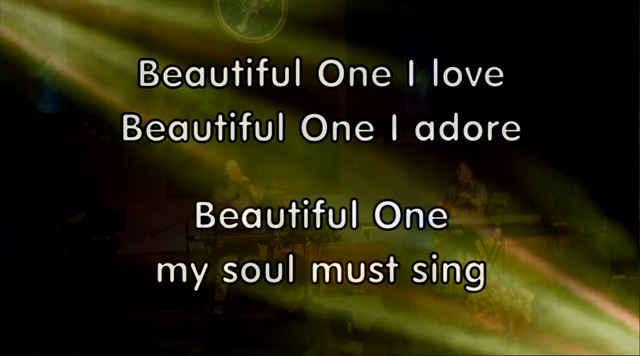 Beautiful One I love
Beautiful One I adore
Beautiful One
my soul must sing